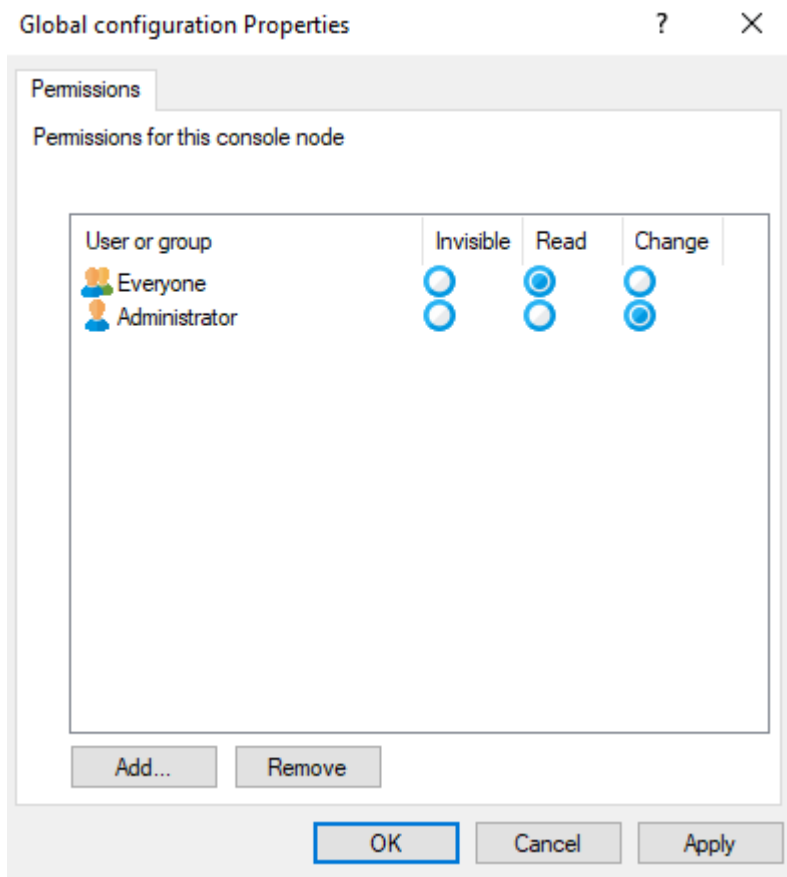 Global configuration Properties ? ×
Permissions
Permissions for this console node
User or group Invisible Read Change
Everyone
Administrator
Add... Remove
OK Cancel Apply